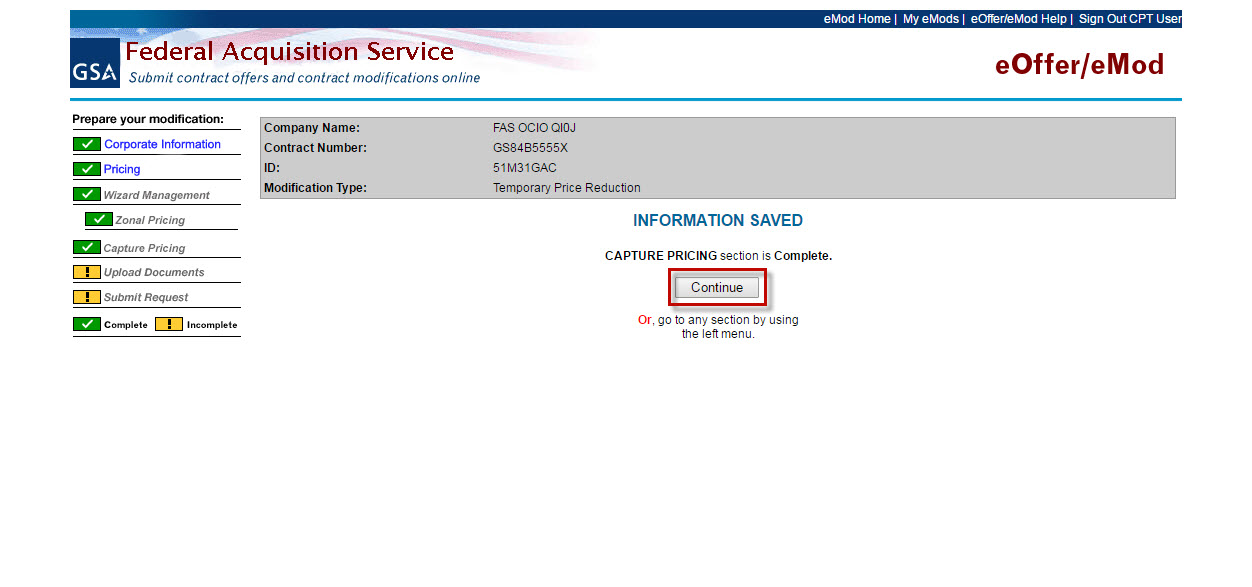 eMod Home | My eMods | eOffer/eMod Help | Sign Out CPT User
GSA
Federal Acquisition Service
Submit contract offers and contract modifications online
eOffer/eMod
Prepare your modification:
Corporate Information
Pricing
Wizard Management
Zonal Pricing
Capture Pricing
! Upload Documents
! Submit Request
Complete ! Incomplete
Company Name: FAS OCIO QI0J
Contract Number: GS84B5555X
ID: 51M31GAC
Modification Type: Temporary Price Reduction
INFORMATION SAVED
CAPTURE PRICING section is Complete.
Continue
Or, go to any section by using
the left menu.